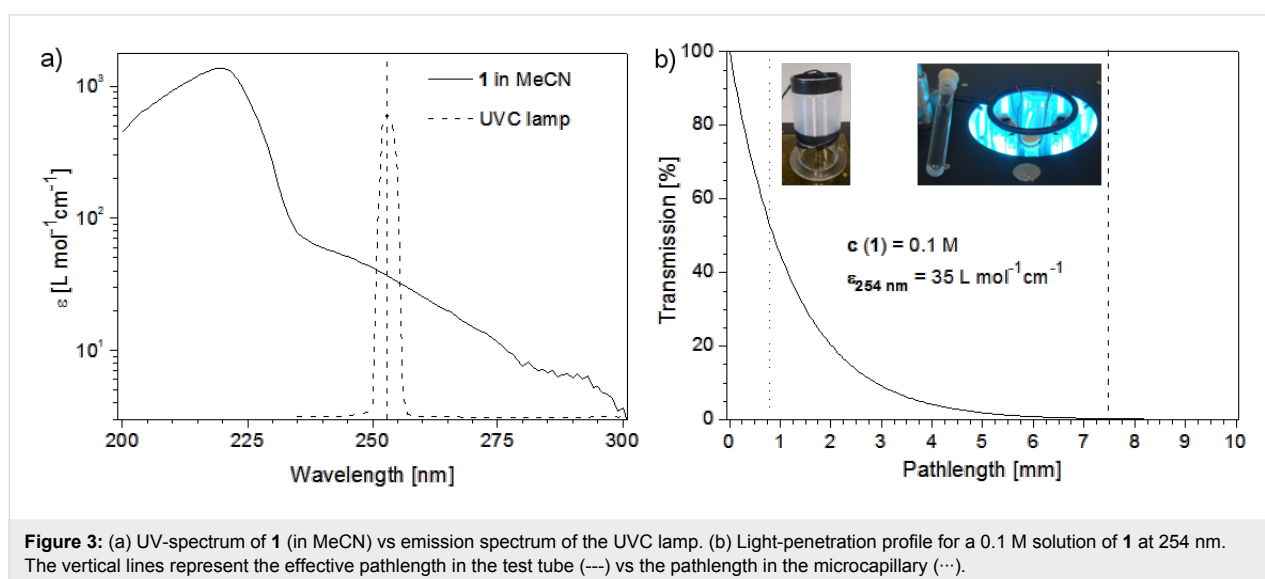 a)
10³
10²
10¹
ε [L mol⁻¹cm⁻¹]
1 in MeCN
UVC lamp
200 225 250 275 300
Wavelength [nm]
b)
100
80
60
40
20
0
Transmission [%]
c (1) = 0.1 M
ε254 nm = 35 L mol⁻¹cm⁻¹
0 1 2 3 4 5 6 7 8 9 10
Pathlength [mm]
Figure 3: (a) UV-spectrum of 1 (in MeCN) vs emission spectrum of the UVC lamp. (b) Light-penetration profile for a 0.1 M solution of 1 at 254 nm.
The vertical lines represent the effective pathlength in the test tube (---) vs the pathlength in the microcapillary (···).